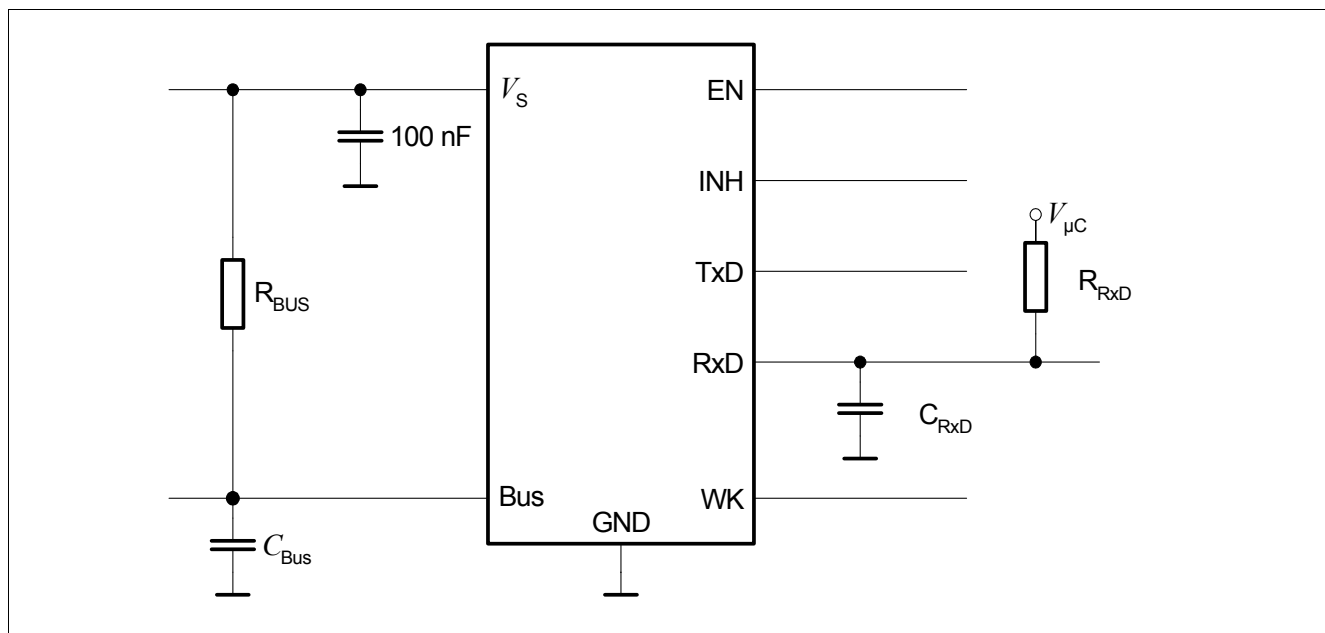 V_S
EN
100 nF
INH
V_µC
TxD
R_RxD
R_BUS
RxD
C_RxD
Bus
WK
GND
C_Bus